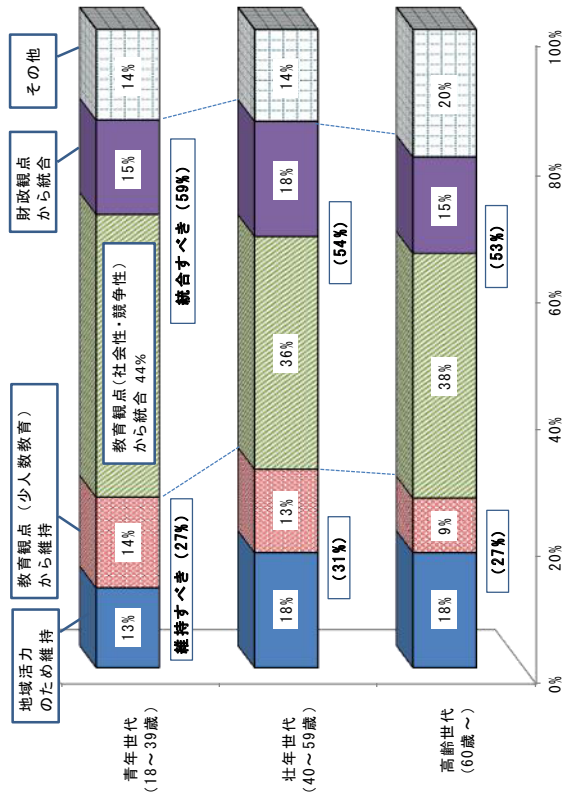 地域活力
のため維持
教育観点（少人数教育）
から維持
財政観点
から統合
その他
青年世代
（18～39歳）
13%
14%
教育観点（社会性・競争性）
から統合 44%
15%
14%
維持すべき（27%）
統合すべき（59%）
壮年世代
（40～59歳）
18%
13%
36%
18%
14%
（31%）
（54%）
高齢世代
（60歳～）
18%
9%
38%
15%
20%
（27%）
（53%）
0%
20%
40%
60%
80%
100%